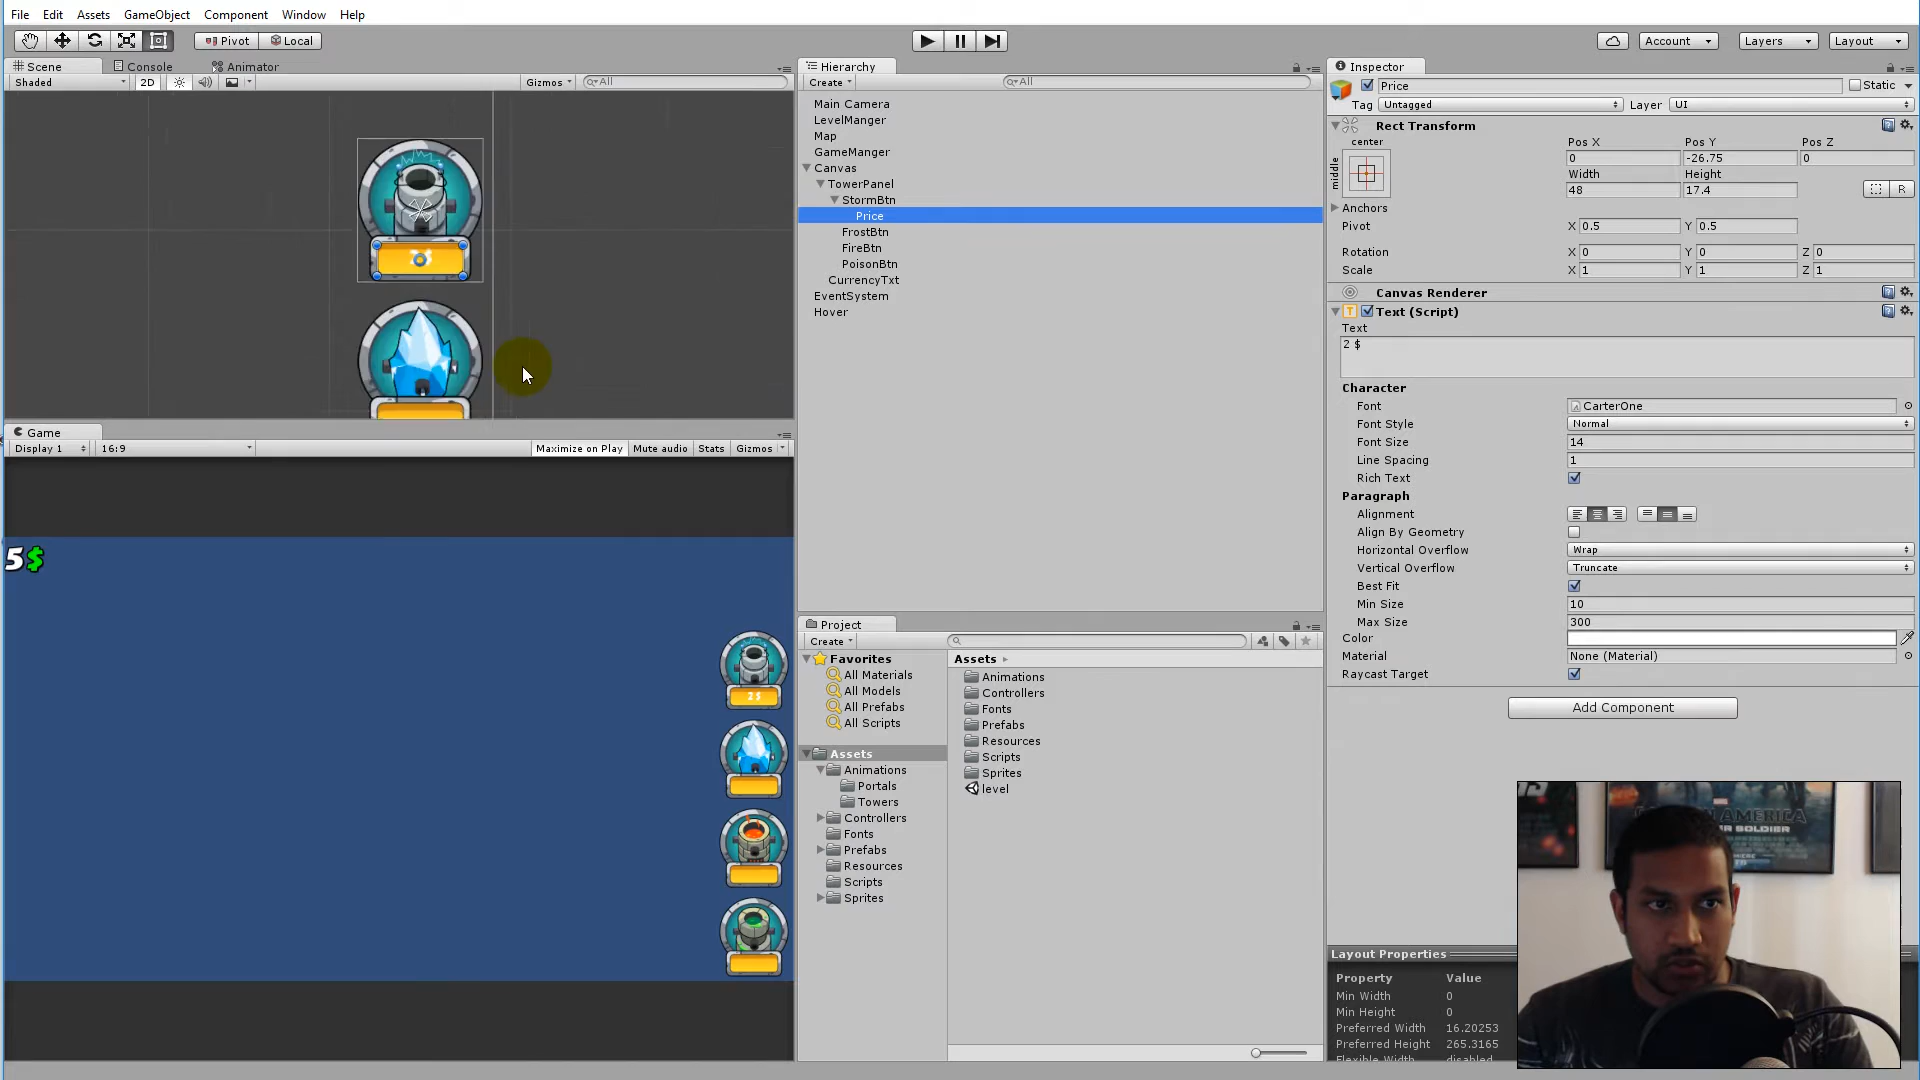 File Edit Assets GameObject Component Window Help
Pivot Local Account Layers Layout
Scene Console Animator
Shaded 2D Gizmos All
5$
2 $
Game
Display 1 16:9 Maximize on Play Mute audio Stats Gizmos
Hierarchy
Create All
Main Camera
LevelManger
Map
GameManger
Canvas
TowerPanel
StormBtn
Price
FrostBtn
FireBtn
PoisonBtn
CurrencyTxt
EventSystem
Hover
Project
Create
Favorites
All Materials
All Models
All Prefabs
All Scripts
Assets
Animations
Portals
Towers
Controllers
Fonts
Prefabs
Resources
Scripts
Sprites
Assets
Animations
Controllers
Fonts
Prefabs
Resources
Scripts
Sprites
level
Inspector
Price Static
Tag Untagged Layer UI
Rect Transform
center
middle
Pos X Pos Y Pos Z
0 -26.75 0
Width Height
48 17.4 R
Anchors
Pivot X 0.5 Y 0.5
Rotation X 0 Y 0 Z 0
Scale X 1 Y 1 Z 1
Canvas Renderer
T Text (Script)
Text
2 $
Character
Font CarterOne
Font Style Normal
Font Size 14
Line Spacing 1
Rich Text
Paragraph
Alignment
Align By Geometry
Horizontal Overflow Wrap
Vertical Overflow Truncate
Best Fit
Min Size 10
Max Size 300
Color
Material None (Material)
Raycast Target
Add Component
Layout Properties
Property Value
Min Width 0
Min Height 0
Preferred Width 16.20253
Preferred Height 265.3165
Flexible Width disabled
MARVEL
SOLDIER